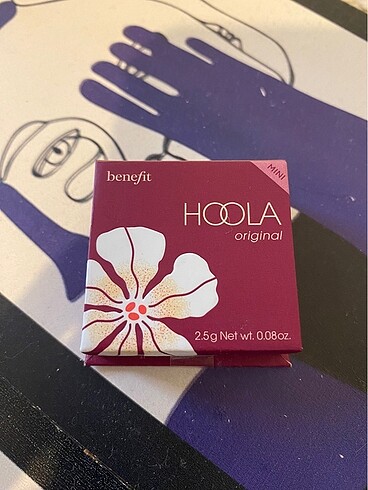 benefit
MINI
HOOLA
original
2.5g Net wt. 0.08oz.